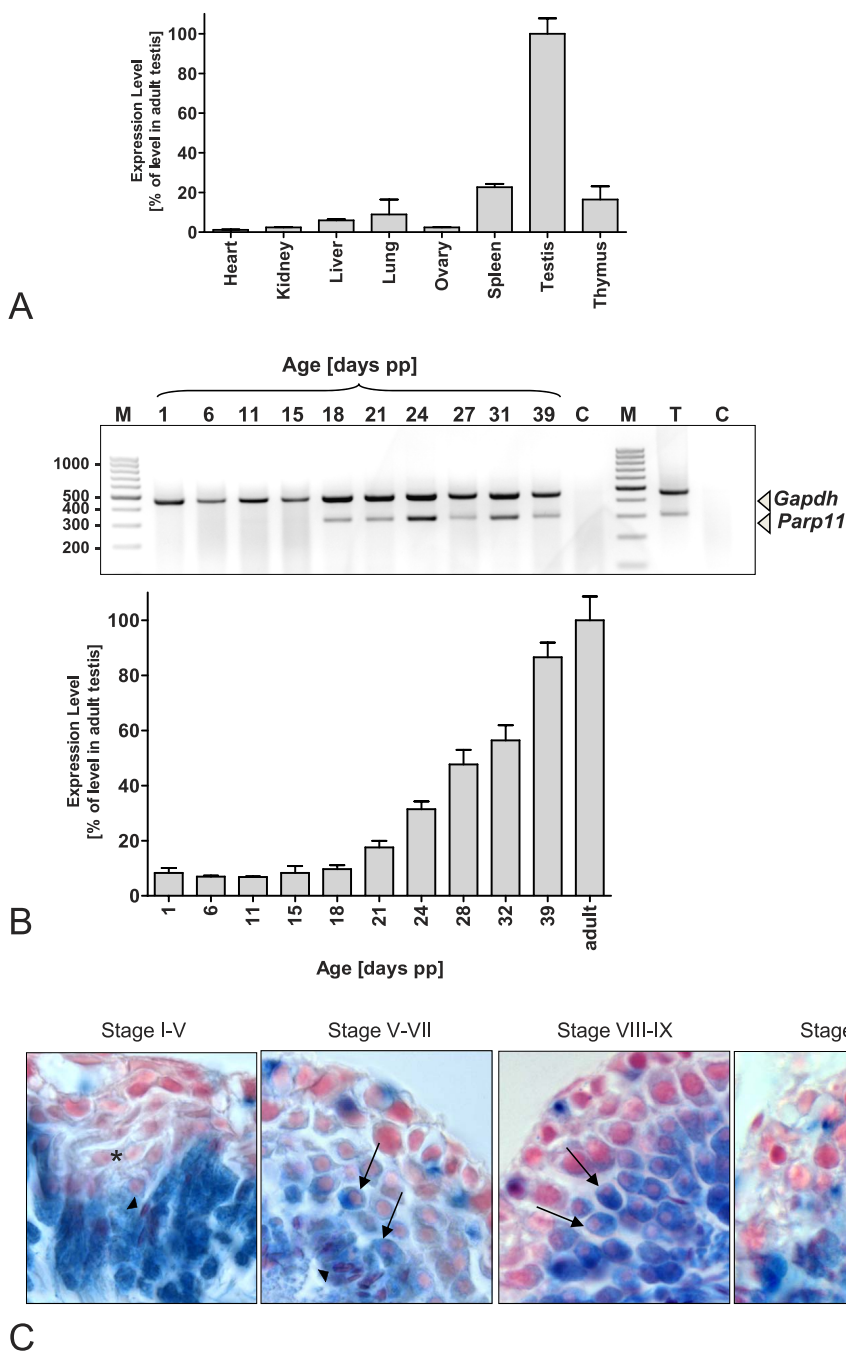 Expression Level
[% of level in adult testis]
100
80
60
40
20
0
Heart
Kidney
Liver
Lung
Ovary
Spleen
Testis
Thymus
A
Age [days pp]
M 1 6 11 15 18 21 24 27 31 39 C M T C
1000
500
400
300
200
Gapdh
Parp11
Expression Level
[% of level in adult testis]
100
80
60
40
20
0
1
6
11
15
18
21
24
28
32
39
adult
Age [days pp]
B
Stage I-V Stage V-VII Stage VIII-IX Stage
*
C